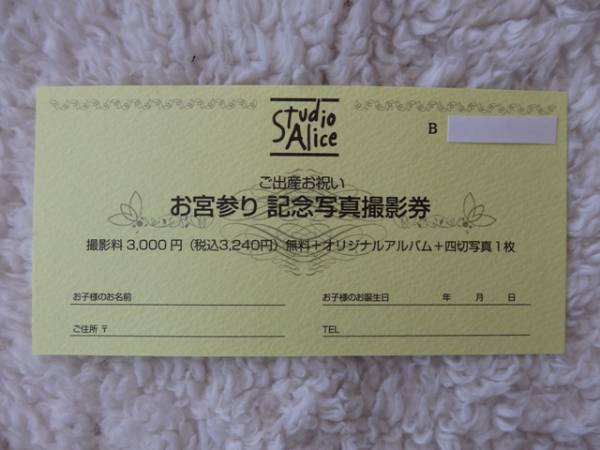 Studio
Alice
B
ご出産お祝い
お宮参り 記念写真撮影券
撮影料3,000円（税込3,240円）無料＋オリジナルアルバム＋四切写真1枚
お子様のお名前
お子様のお誕生日 年 月 日
ご住所 〒
TEL